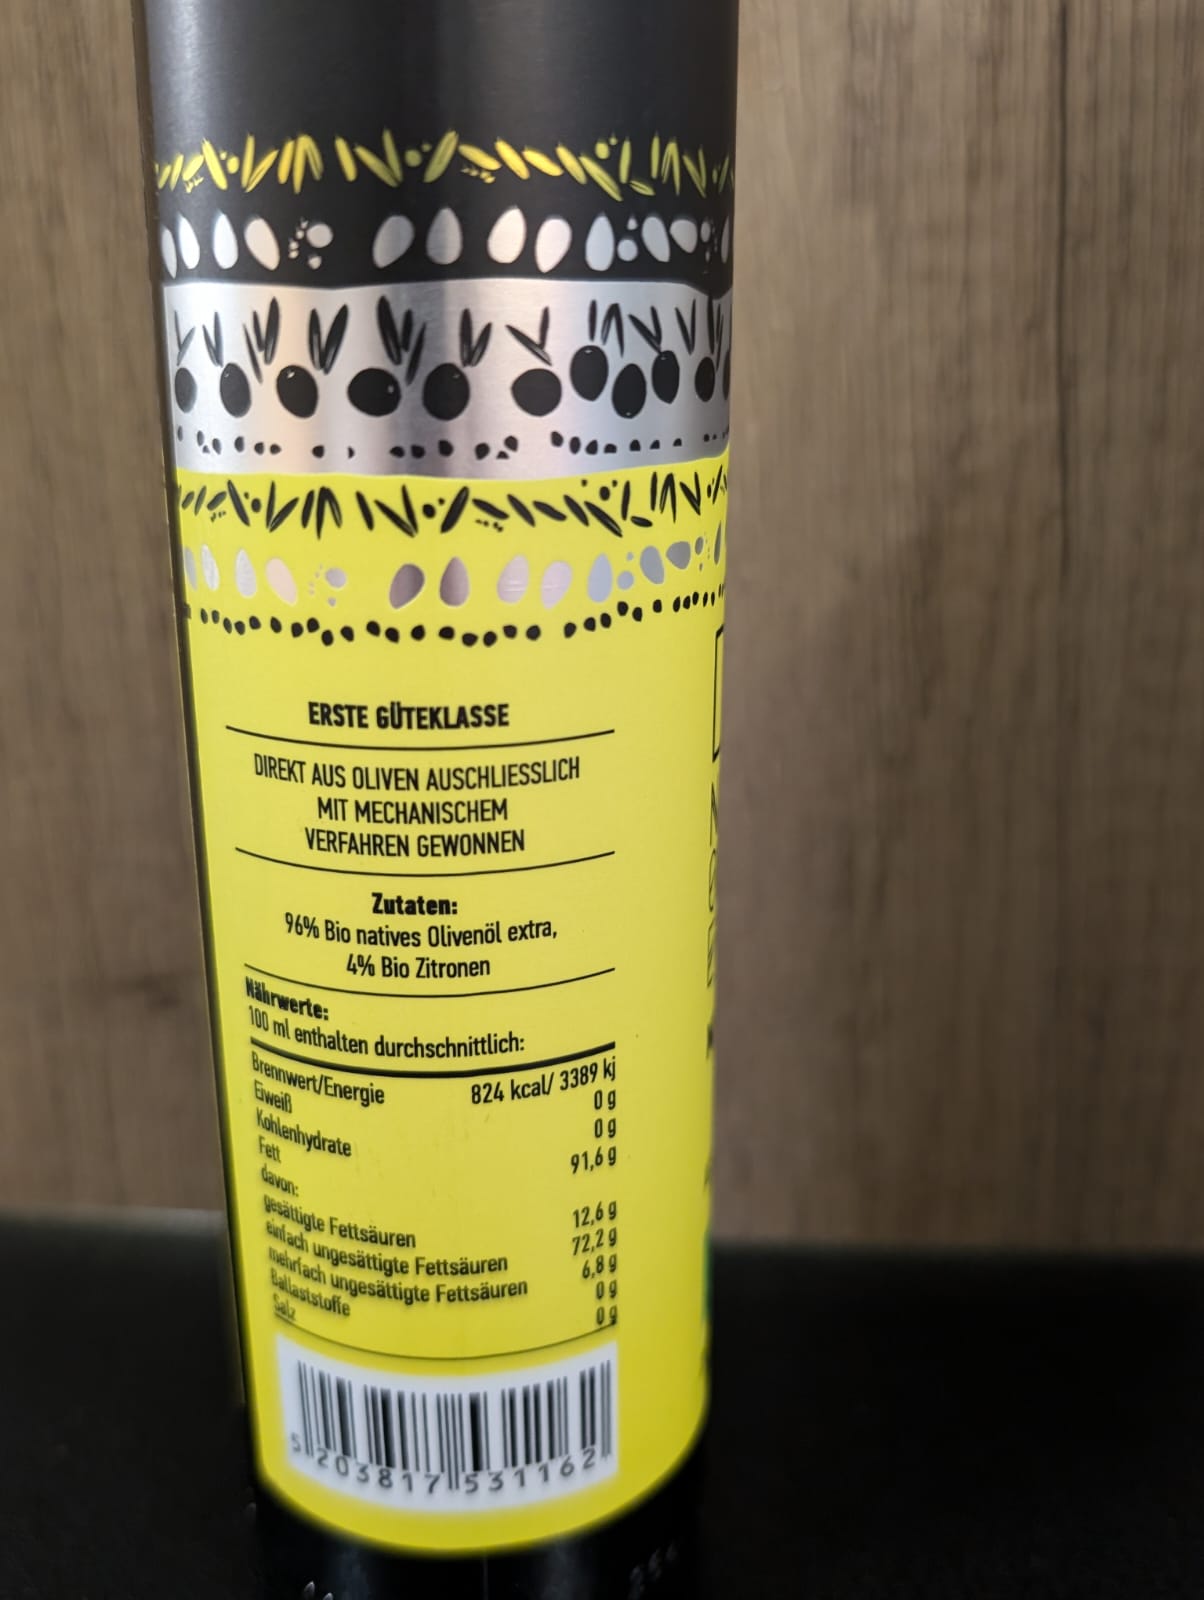 ERSTE GÜTEKLASSE
DIREKT AUS OLIVEN AUSCHLIESSLICH
MIT MECHANISCHEM
VERFAHREN GEWONNEN
Zutaten:
96% Bio natives Olivenöl extra,
4% Bio Zitronen
Nährwerte:
100 ml enthalten durchschnittlich:
Brennwert/Energie 824 kcal/ 3389 kj
Eiweiß 0 g
Kohlenhydrate 0 g
Fett 91,6 g
davon:
gesättigte Fettsäuren 12,6 g
einfach ungesättigte Fettsäuren 72,2 g
mehrfach ungesättigte Fettsäuren 6,8 g
Ballaststoffe 0 g
Salz 0 g
5 203817 531162